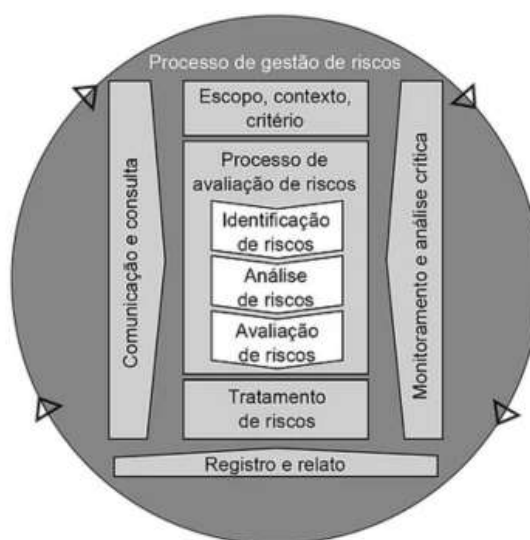 Processo de gestão de riscos
Escopo, contexto,
critério
Comunicação e consulta
Processo de
avaliação de riscos
Identificação
de riscos
Análise
de riscos
Avaliação
de riscos
Tratamento
de riscos
Monitoramento e análise crítica
Registro e relato